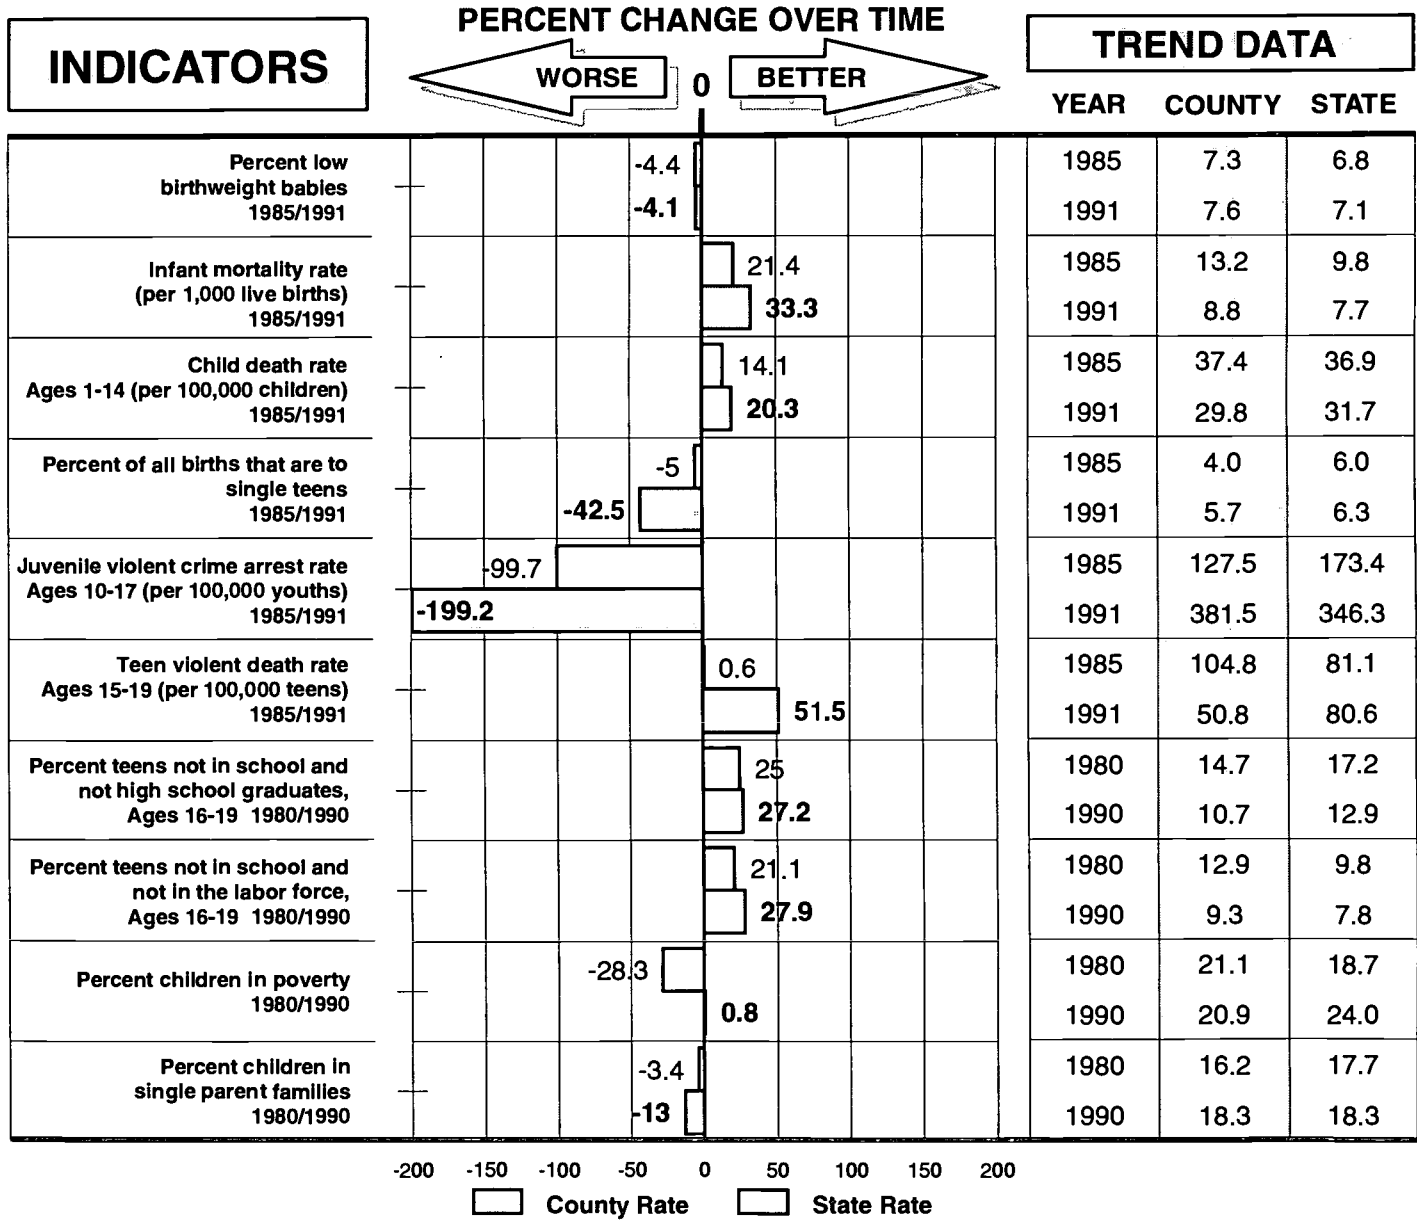 PERCENT CHANGE OVER TIME
INDICATORS
WORSE
0
BETTER
TREND DATA
YEAR COUNTY STATE
Percent low
birthweight babies
1985/1991
-4.4
-4.1
1985 7.3 6.8
1991 7.6 7.1
Infant mortality rate
(per 1,000 live births)
1985/1991
21.4
33.3
1985 13.2 9.8
1991 8.8 7.7
Child death rate
Ages 1-14 (per 100,000 children)
1985/1991
14.1
20.3
1985 37.4 36.9
1991 29.8 31.7
Percent of all births that are to
single teens
1985/1991
-5
-42.5
1985 4.0 6.0
1991 5.7 6.3
Juvenile violent crime arrest rate
Ages 10-17 (per 100,000 youths)
1985/1991
-99.7
-199.2
1985 127.5 173.4
1991 381.5 346.3
Teen violent death rate
Ages 15-19 (per 100,000 teens)
1985/1991
0.6
51.5
1985 104.8 81.1
1991 50.8 80.6
Percent teens not in school and
not high school graduates,
Ages 16-19 1980/1990
25
27.2
1980 14.7 17.2
1990 10.7 12.9
Percent teens not in school and
not in the labor force,
Ages 16-19 1980/1990
21.1
27.9
1980 12.9 9.8
1990 9.3 7.8
Percent children in poverty
1980/1990
-28.3
0.8
1980 21.1 18.7
1990 20.9 24.0
Percent children in
single parent families
1980/1990
-3.4
-13
1980 16.2 17.7
1990 18.3 18.3
-200 -150 -100 -50 0 50 100 150 200
County Rate State Rate